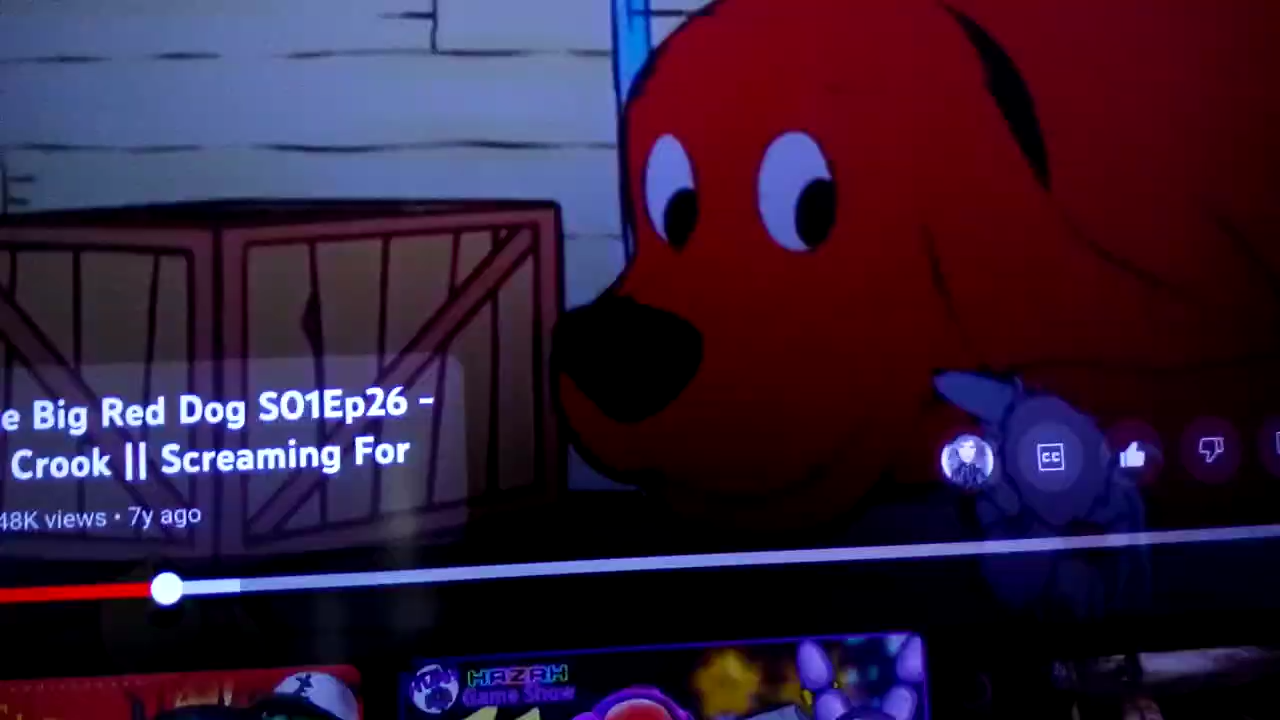 e Big Red Dog S01Ep26 -
Crook || Screaming For
48K views • 7y ago
CC
HAZAH
Game Show